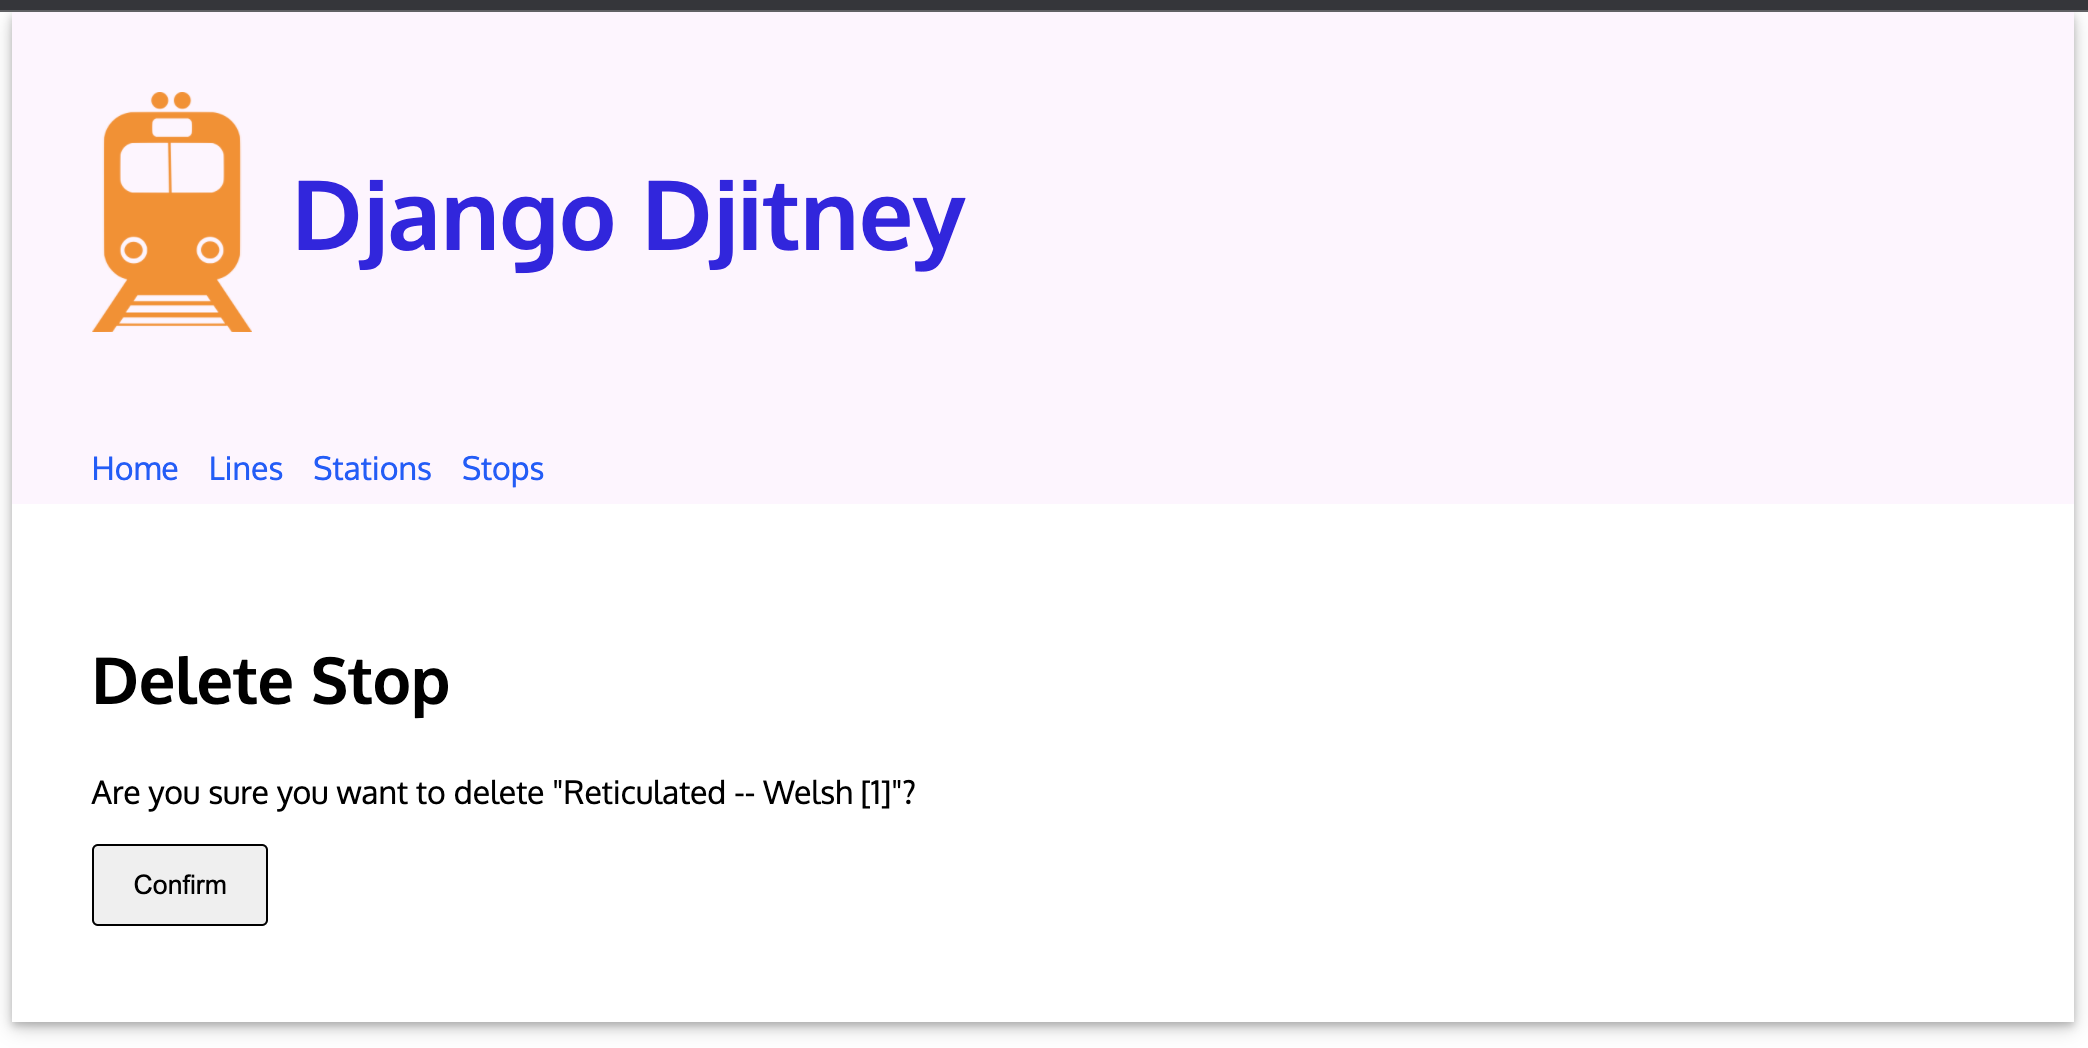 Django Djitney
Home Lines Stations Stops
Delete Stop
Are you sure you want to delete "Reticulated -- Welsh [1]"?
Confirm